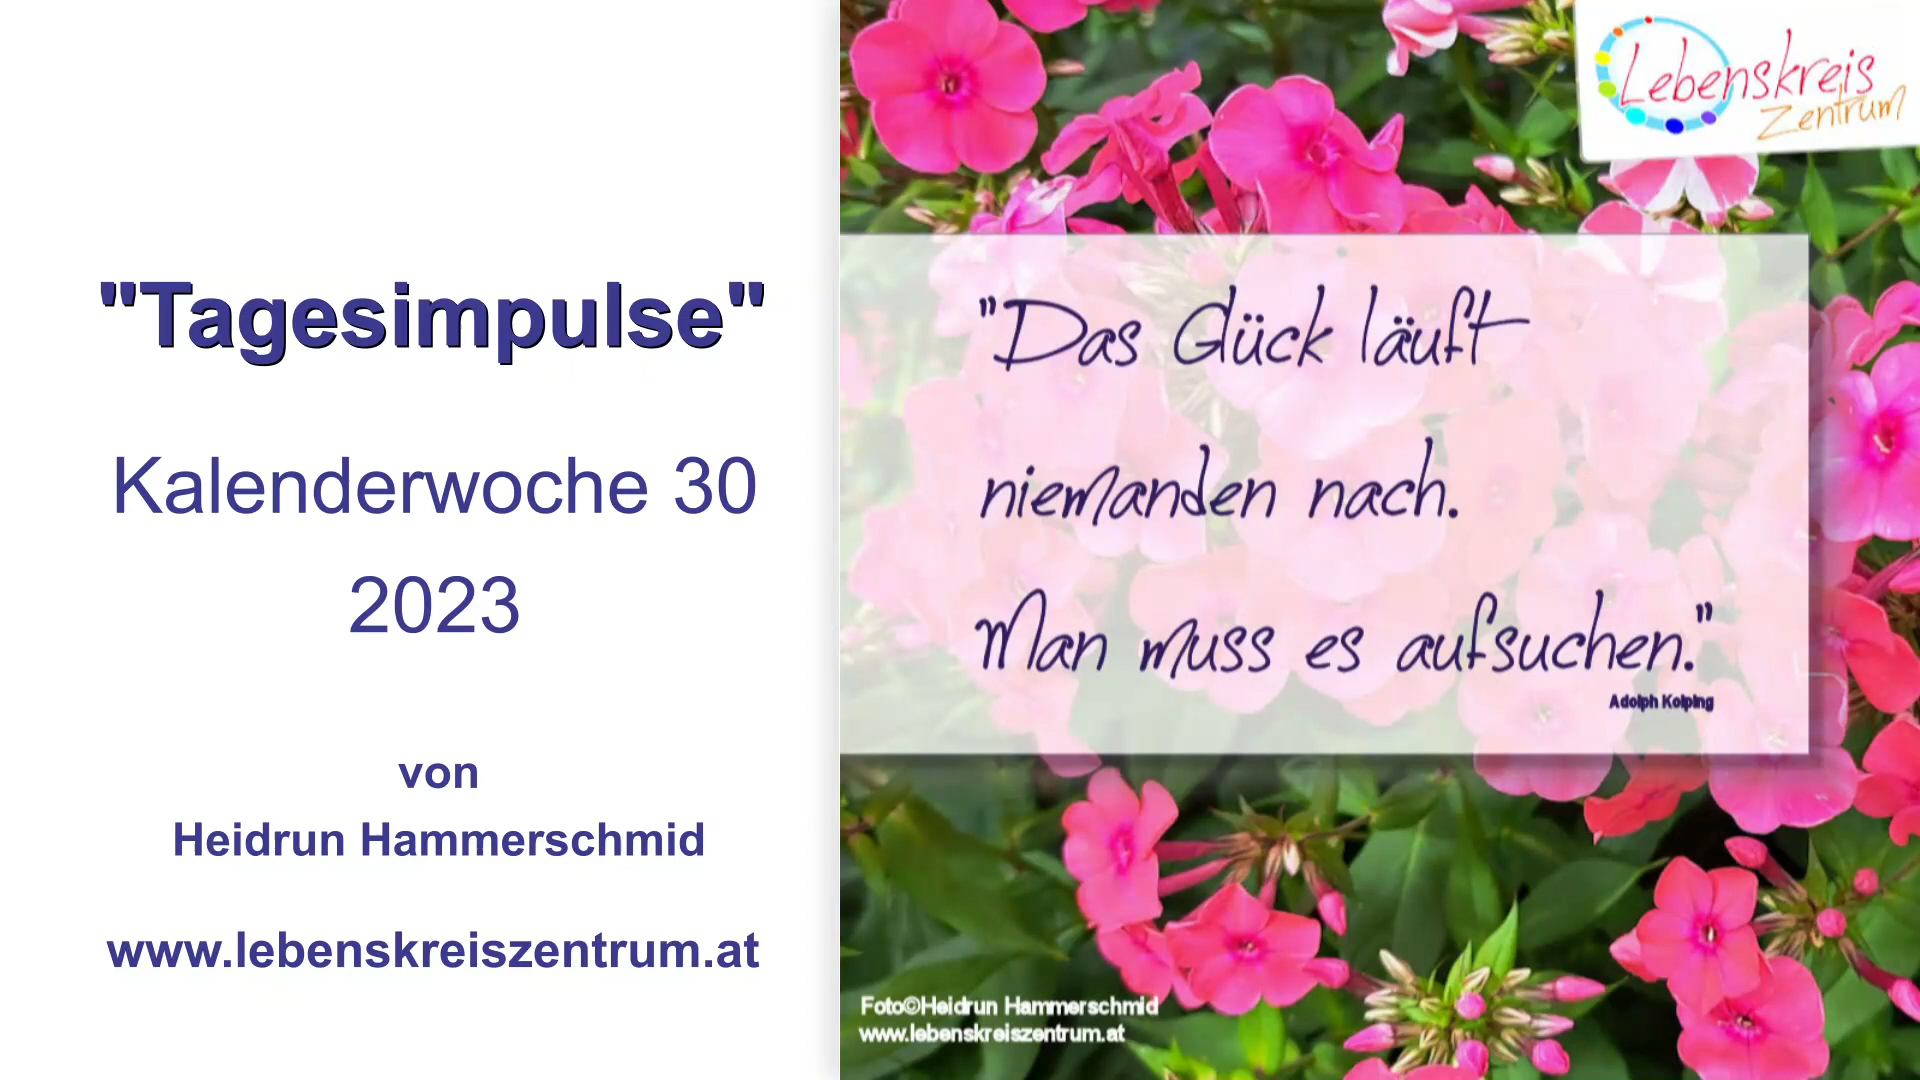 "Tagesimpulse"
Kalenderwoche 30
2023
von
Heidrun Hammerschmid
www.lebenskreiszentrum.at
Lebenskreis
Zentrum
"Das Glück läuft
niemanden nach.
Man muss es aufsuchen."
Adolph Kolping
Foto©Heidrun Hammerschmid
www.lebenskreiszentrum.at